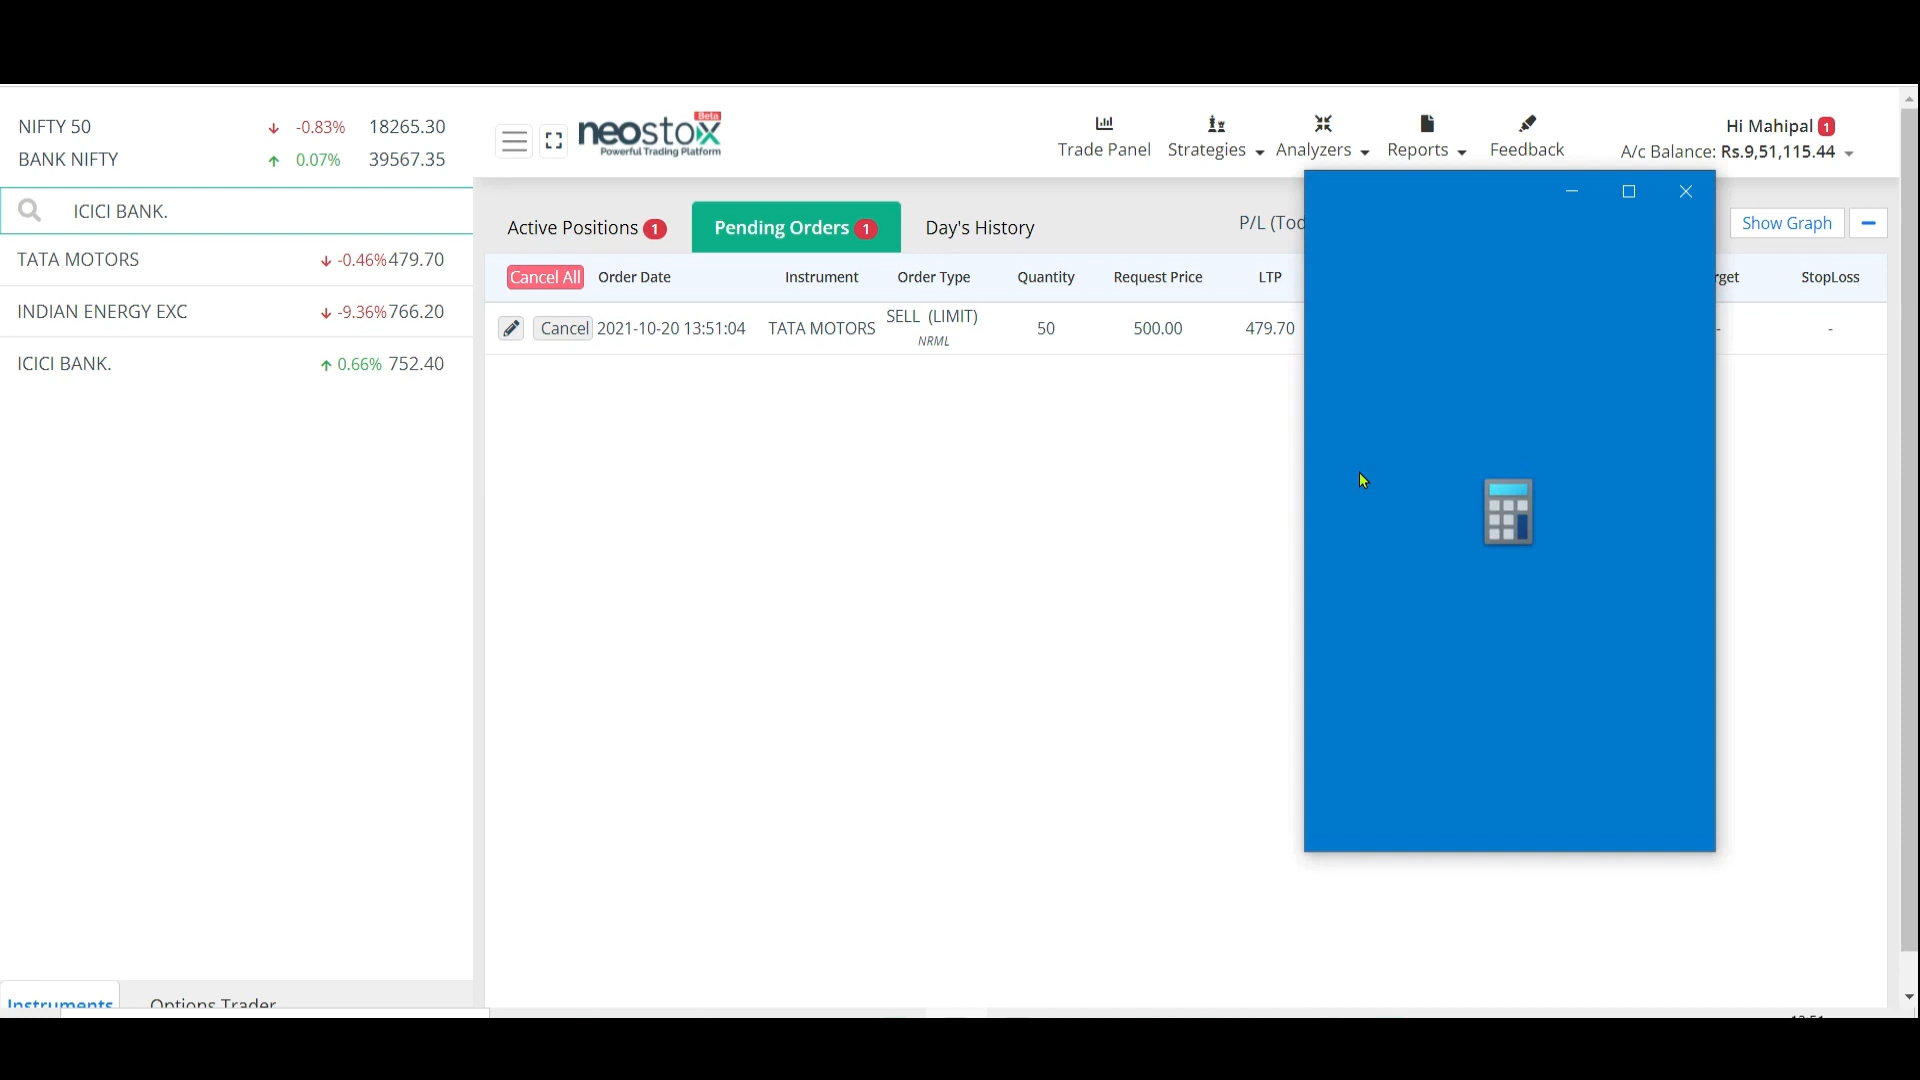 NIFTY 50 -0.83% 18265.30
BANK NIFTY 0.07% 39567.35
ICICI BANK.
TATA MOTORS -0.46% 479.70
INDIAN ENERGY EXC -9.36% 766.20
ICICI BANK. 0.66% 752.40
Instruments Options Trader
neostox Beta
Powerful Trading Platform
Trade Panel Strategies Analyzers Reports Feedback
Hi Mahipal 1
A/c Balance: Rs.9,51,115.44
Active Positions 1 Pending Orders 1 Day's History P/L (Tod Show Graph
Cancel All Order Date Instrument Order Type Quantity Request Price LTP rget StopLoss
Cancel 2021-10-20 13:51:04 TATA MOTORS SELL (LIMIT) 50 500.00 479.70 - -
NRML